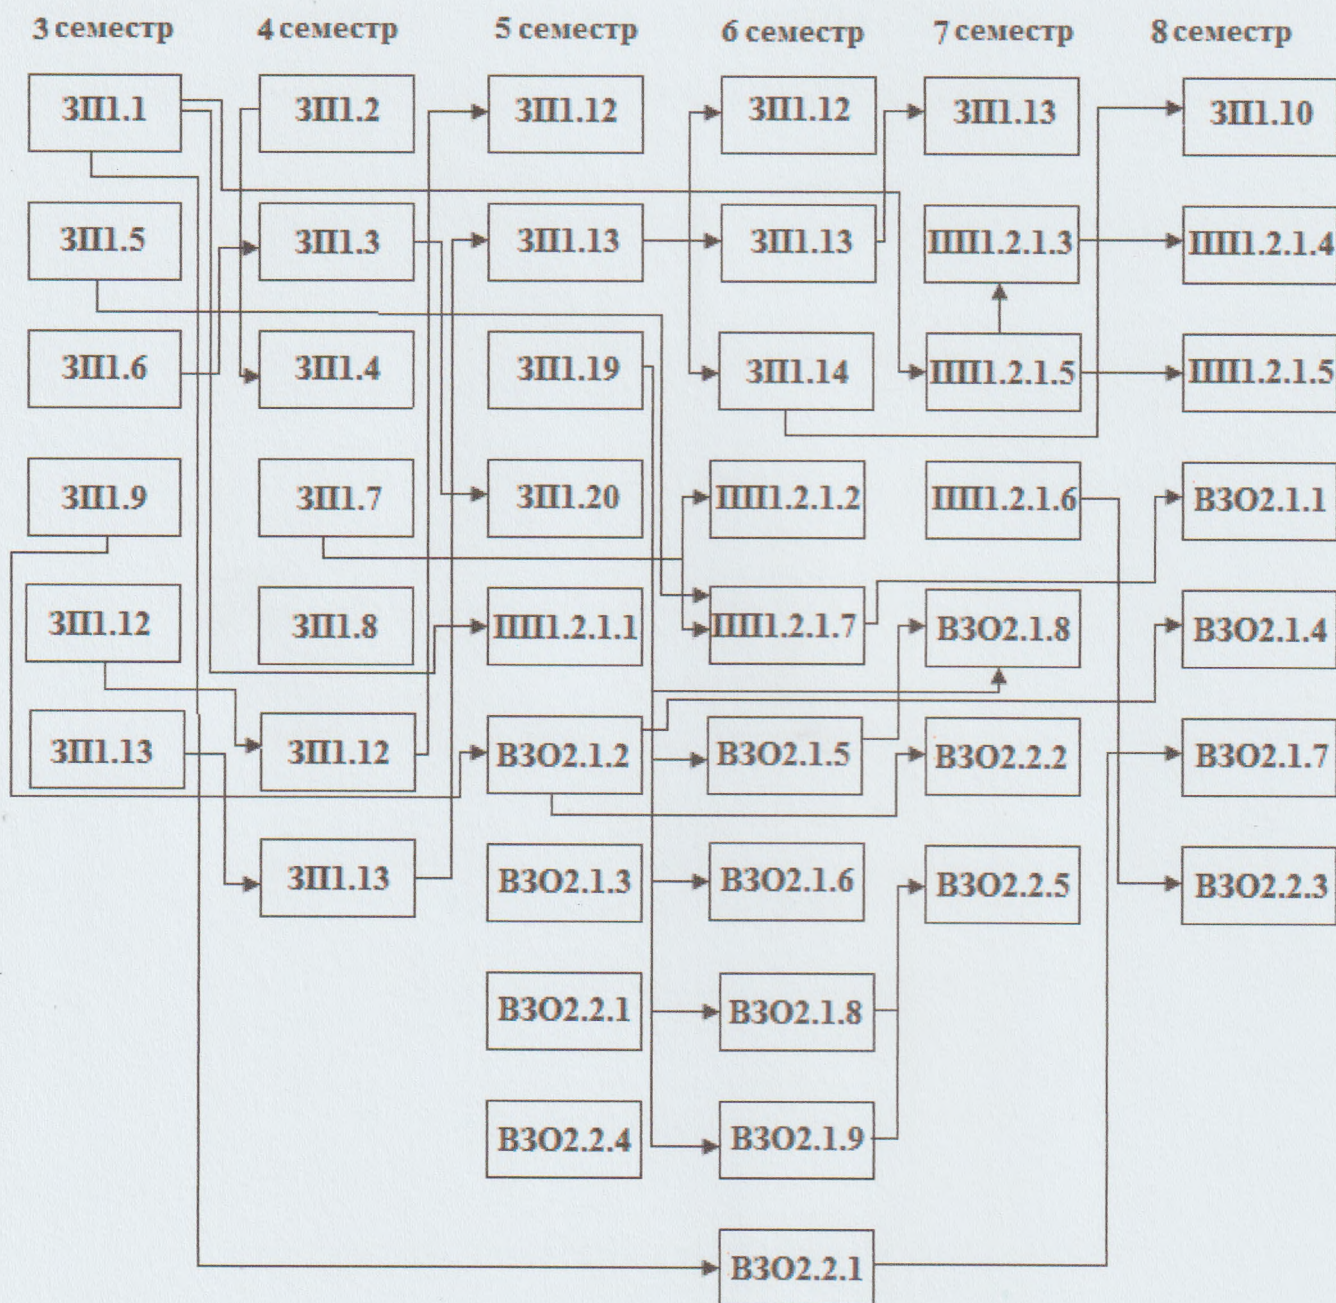 3 семестр 4 семестр 5 семестр 6 семестр 7 семестр 8 семестр
ЗП1.1 ЗП1.2 ЗП1.12 ЗП1.12 ЗП1.13 ЗП1.10
ЗП1.5 ЗП1.3 ЗП1.13 ЗП1.13 ПП1.2.1.3 ПП1.2.1.4
ЗП1.6 ЗП1.4 ЗП1.19 ЗП1.14 ПП1.2.1.5 ПП1.2.1.5
ЗП1.9 ЗП1.7 ЗП1.20 ПП1.2.1.2 ПП1.2.1.6 ВЗО2.1.1
ЗП1.12 ЗП1.8 ПП1.2.1.1 ПП1.2.1.7 ВЗО2.1.8 ВЗО2.1.4
ЗП1.13 ЗП1.12 ВЗО2.1.2 ВЗО2.1.5 ВЗО2.2.2 ВЗО2.1.7
ЗП1.13 ВЗО2.1.3 ВЗО2.1.6 ВЗО2.2.5 ВЗО2.2.3
ВЗО2.2.1 ВЗО2.1.8
ВЗО2.2.4 ВЗО2.1.9
ВЗО2.2.1